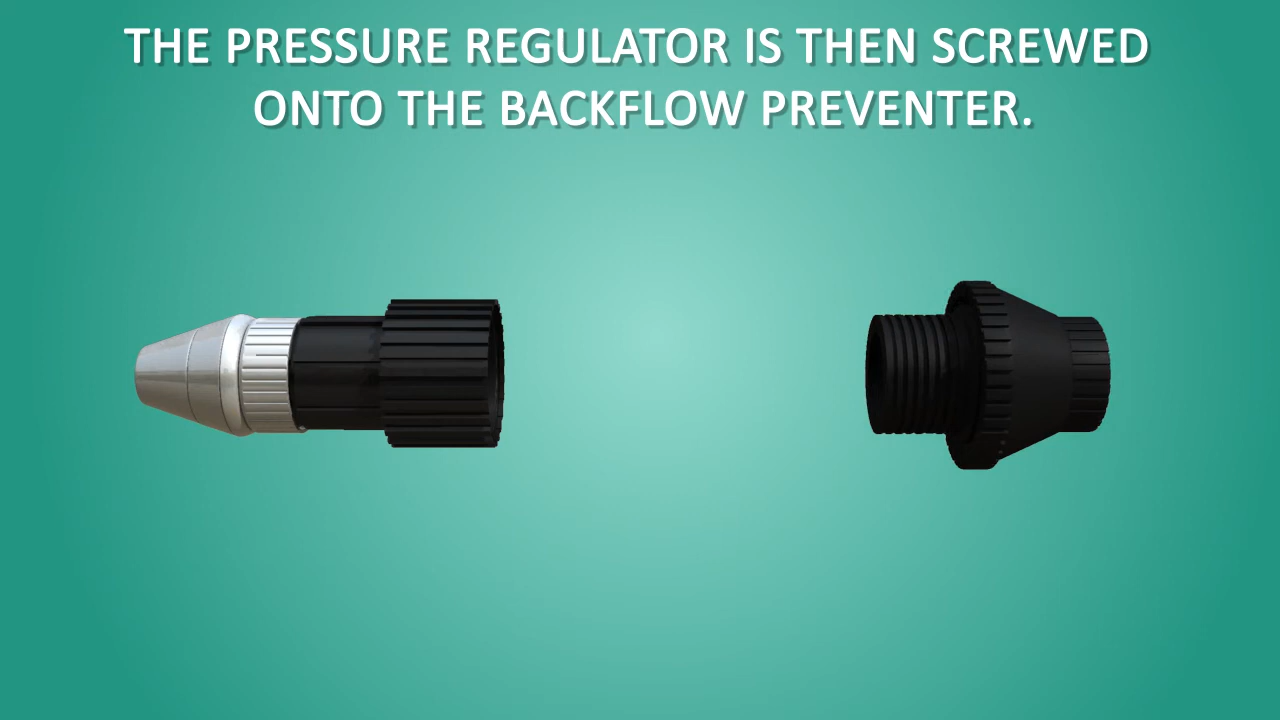 THE PRESSURE REGULATOR IS THEN SCREWED
ONTO THE BACKFLOW PREVENTER.